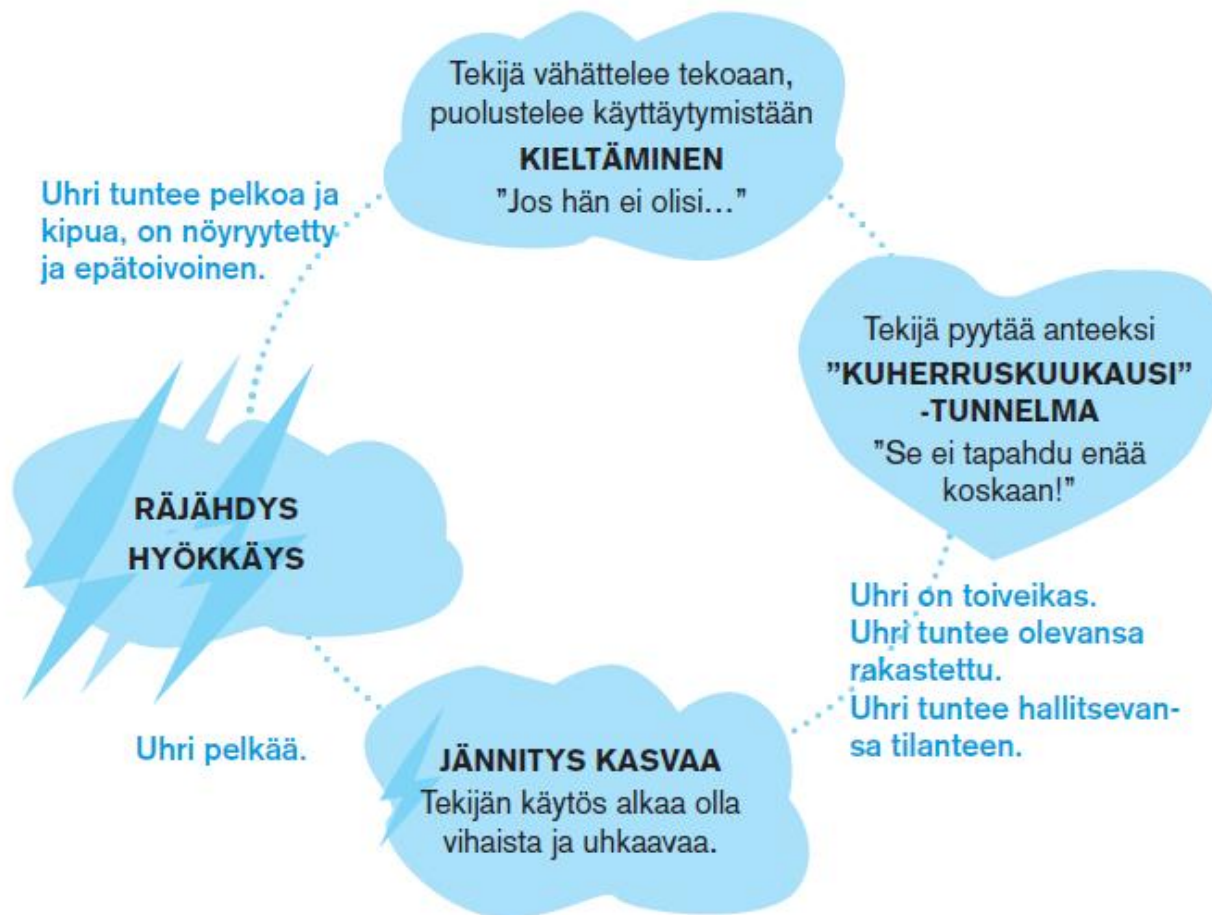 Tekijä vähättelee tekoaan,
puolustelee käyttäytymistään
KIELTÄMINEN
"Jos hän ei olisi..."
Uhri tuntee pelkoa ja
kipua, on nöyryytetty
ja epätoivoinen.
Tekijä pyytää anteeksi
”KUHERRUSKUUKAUSI”
-TUNNELMA
"Se ei tapahdu enää
koskaan!”
RÄJÄHDYS
HYÖKKÄYS
Uhri on toiveikas.
Uhri tuntee olevansa
rakastettu.
Uhri tuntee hallitsevan-
sa tilanteen.
Uhri pelkää.
JÄNNITYS KASVAA
Tekijän käytös alkaa olla
vihaista ja uhkaavaa.